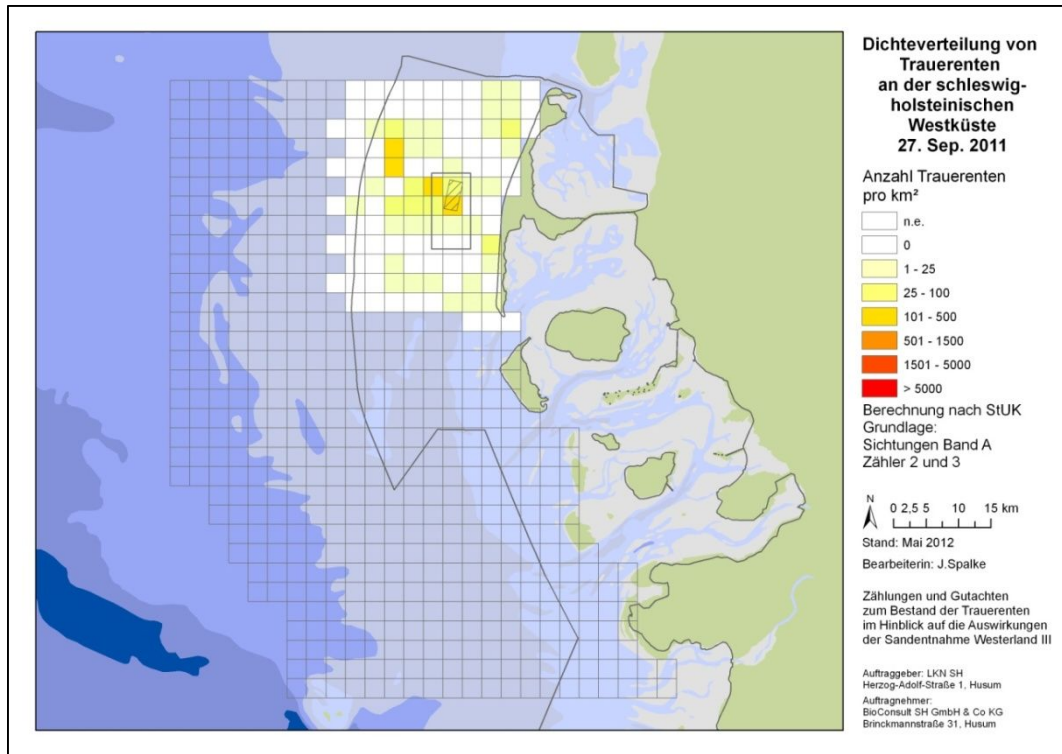 Dichteverteilung von
Trauerenten
an der schleswig-
holsteinischen
Westküste
27. Sep. 2011
Anzahl Trauerenten
pro km²
n.e.
0
1 - 25
25 - 100
101 - 500
501 - 1500
1501 - 5000
> 5000
Berechnung nach StUK
Grundlage:
Sichtungen Band A
Zähler 2 und 3
N
0 2,5 5 10 15 km
Stand: Mai 2012
Bearbeiterin: J.Spalke
Zählungen und Gutachten
zum Bestand der Trauerenten
im Hinblick auf die Auswirkungen
der Sandentnahme Westerland III
Auftraggeber: LKN SH
Herzog-Adolf-Straße 1, Husum
Auftragnehmer:
BioConsult SH GmbH & Co KG
Brinckmannstraße 31, Husum